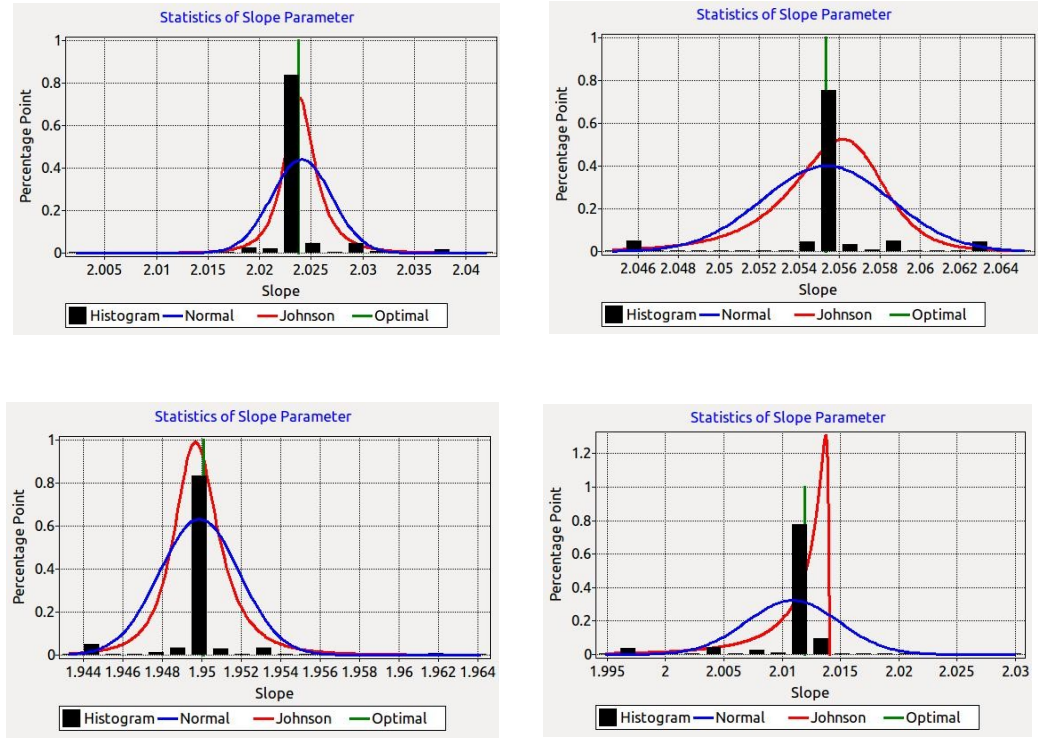 Statistics of Slope Parameter
Percentage Point
1
0.8
0.6
0.4
0.2
0
2.005 2.01 2.015 2.02 2.025 2.03 2.035 2.04
Slope
Histogram Normal Johnson Optimal
Statistics of Slope Parameter
Percentage Point
1
0.8
0.6
0.4
0.2
0
2.046 2.048 2.05 2.052 2.054 2.056 2.058 2.06 2.062 2.064
Slope
Histogram Normal Johnson Optimal
Statistics of Slope Parameter
Percentage Point
1
0.8
0.6
0.4
0.2
0
1.944 1.946 1.948 1.95 1.952 1.954 1.956 1.958 1.96 1.962 1.964
Slope
Histogram Normal Johnson Optimal
Statistics of Slope Parameter
Percentage Point
1.2
1
0.8
0.6
0.4
0.2
0
1.995 2 2.005 2.01 2.015 2.02 2.025 2.03
Slope
Histogram Normal Johnson Optimal